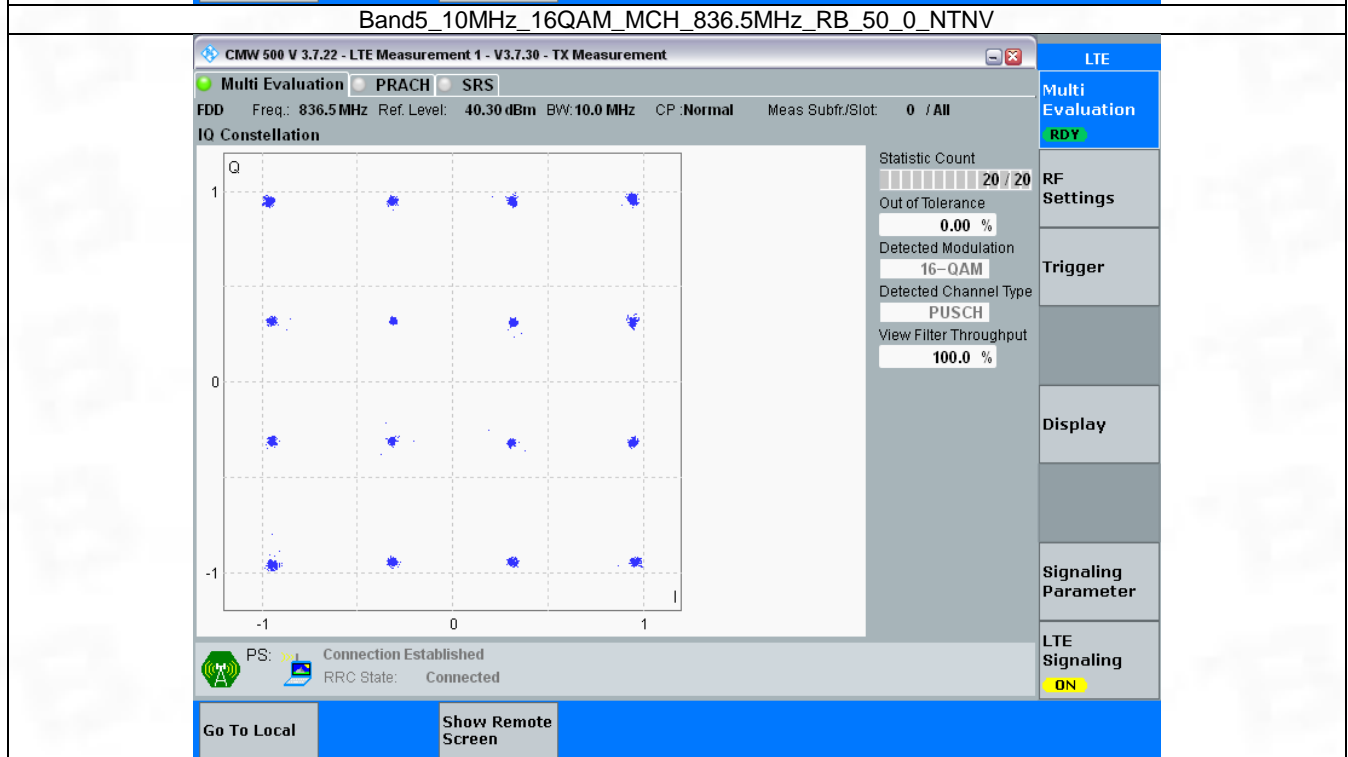 Band5_10MHz_16QAM_MCH_836.5MHz_RB_50_0_NTNV
CMW 500 V 3.7.22 - LTE Measurement 1 - V3.7.30 - TX Measurement
LTE
Multi Evaluation PRACH SRS
FDD Freq.: 836.5 MHz Ref. Level: 40.30 dBm BW: 10.0 MHz CP :Normal Meas Subfr./Slot: 0 / All
IQ Constellation
Q
1
0
-1
I
-1 0 1
Statistic Count
20 / 20
Out of Tolerance
0.00 %
Detected Modulation
16-QAM
Detected Channel Type
PUSCH
View Filter Throughput
100.0 %
Multi
Evaluation
RDY
RF
Settings
Trigger
Display
Signaling
Parameter
LTE
Signaling
ON
PS: Connection Established
RRC State: Connected
Go To Local
Show Remote
Screen